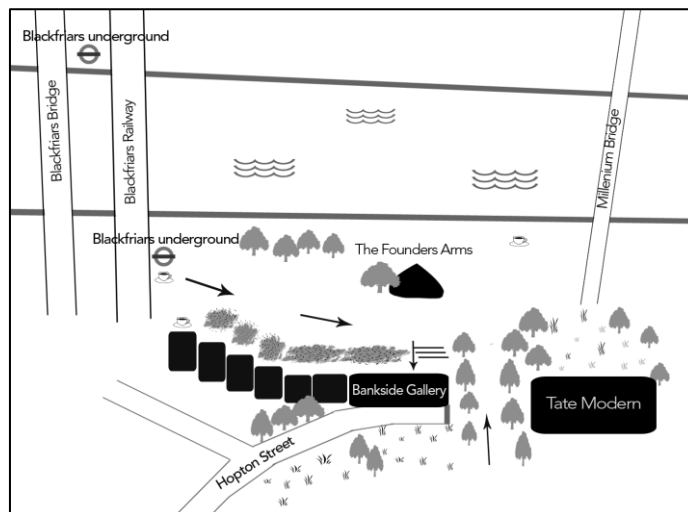 Blackfriars underground
Blackfriars Bridge
Blackfriars Railway
Millenium Bridge
Blackfriars underground
The Founders Arms
Bankside Gallery
Tate Modern
Hopton Street